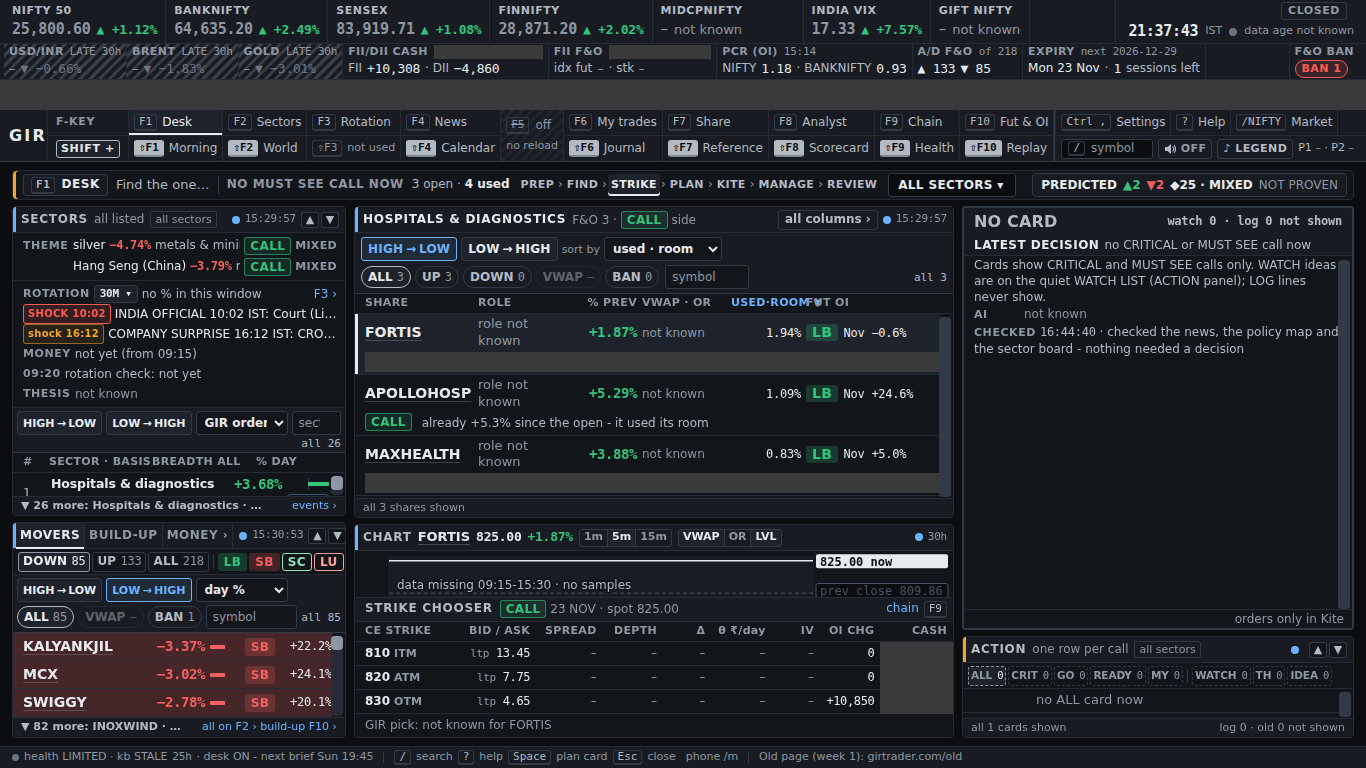 NIFTY 50 BANKNIFTY SENSEX FINNIFTY MIDCPNIFTY INDIA VIX GIFT NIFTY CLOSED
25,800.60 ▲ +1.12% 64,635.20 ▲ +2.49% 83,919.71 ▲ +1.08% 28,871.20 ▲ +2.02% – not known 17.33 ▲ +7.57% – not known 21:37:43 IST data age not known
USD/INR LATE 30h BRENT LATE 30h GOLD LATE 30h FII/DII CASH FII F&O PCR (OI) 15:14 A/D F&O of 218 EXPIRY next 2026-12-29 F&O BAN
– ▼ −0.66% – ▼ −1.83% – ▼ −3.01% FII +10,308 · DII −4,860 idx fut – · stk – NIFTY 1.18 · BANKNIFTY 0.93 ▲ 133 ▼ 85 Mon 23 Nov · 1 sessions left BAN 1
GIR F-KEY F1 Desk F2 Sectors F3 Rotation F4 News F5 off F6 My trades F7 Share F8 Analyst F9 Chain F10 Fut & OI Ctrl , Settings ? Help /NIFTY Market
SHIFT + ⇧F1 Morning ⇧F2 World ⇧F3 not used ⇧F4 Calendar no reload ⇧F6 Journal ⇧F7 Reference ⇧F8 Scorecard ⇧F9 Health ⇧F10 Replay / symbol OFF ♪ LEGEND P1 – · P2 –
F1 DESK Find the one… NO MUST SEE CALL NOW 3 open · 4 used PREP › FIND › STRIKE › PLAN › KITE › MANAGE › REVIEW ALL SECTORS ▾ PREDICTED ▲2 ▼2 ◆25 · MIXED NOT PROVEN
SECTORS all listed all sectors 15:29:57 ▲ ▼
THEME silver −4.74% metals & mini CALL MIXED
Hang Seng (China) −3.79% CALL MIXED
ROTATION 30M ▾ no % in this window F3 ›
SHOCK 10:02 INDIA OFFICIAL 10:02 IST: Court (Li…
shock 16:12 COMPANY SURPRISE 16:12 IST: CRO…
MONEY not yet (from 09:15)
09:20 rotation check: not yet
THESIS not known
HIGH → LOW LOW → HIGH GIR order sect
all 26
# SECTOR · BASIS BREADTH ALL % DAY
1 Hospitals & diagnostics +3.68%
▼ 26 more: Hospitals & diagnostics · … events ›
MOVERS BUILD-UP MONEY › 15:30:53 ▲ ▼
DOWN 85 UP 133 ALL 218 LB SB SC LU
HIGH → LOW LOW → HIGH day %
ALL 85 VWAP – BAN 1 symbol all 85
KALYANKJIL −3.37% SB +22.2%
MCX −3.02% SB +24.1%
SWIGGY −2.78% SB +20.1%
▼ 82 more: INOXWIND · … all on F2 › build-up F10 ›
HOSPITALS & DIAGNOSTICS F&O 3 · CALL side all columns › 15:29:57
HIGH → LOW LOW → HIGH sort by used · room
ALL 3 UP 3 DOWN 0 VWAP – BAN 0 symbol all 3
SHARE ROLE % PREV VWAP · OR USED·ROOM FUT OI
FORTIS role not known +1.87% not known 1.94% LB Nov −0.6%
APOLLOHOSP role not known +5.29% not known 1.09% LB Nov +24.6%
CALL already +5.3% since the open - it used its room
MAXHEALTH role not known +3.88% not known 0.83% LB Nov +5.0%
all 3 shares shown
CHART FORTIS 825.00 +1.87% 1m 5m 15m VWAP OR LVL 30h
825.00 now
data missing 09:15-15:30 · no samples
prev close 809.86
STRIKE CHOOSER CALL 23 NOV · spot 825.00 chain F9
CE STRIKE BID / ASK SPREAD DEPTH Δ θ ₹/day IV OI CHG CASH
810 ITM ltp 13.45 – – – – – 0
820 ATM ltp 7.75 – – – – – 0
830 OTM ltp 4.65 – – – – – +10,850
GIR pick: not known for FORTIS
NO CARD watch 0 · log 0 not shown
LATEST DECISION no CRITICAL or MUST SEE call now
Cards show CRITICAL and MUST SEE calls only. WATCH ideas
are on the quiet WATCH LIST (ACTION panel); LOG lines
never show.
AI not known
CHECKED 16:44:40 · checked the news, the policy map and
the sector board - nothing needed a decision
orders only in Kite
ACTION one row per call all sectors ▲ ▼
ALL 0 CRIT 0 GO 0 READY 0 MY 0 WATCH 0 TH 0 IDEA 0
no ALL card now
all 1 cards shown log 0 · old 0 not shown
health LIMITED · kb STALE 25h · desk ON - next brief Sun 19:45 / search ? help Space plan card Esc close phone /m Old page (week 1): girtrader.com/old